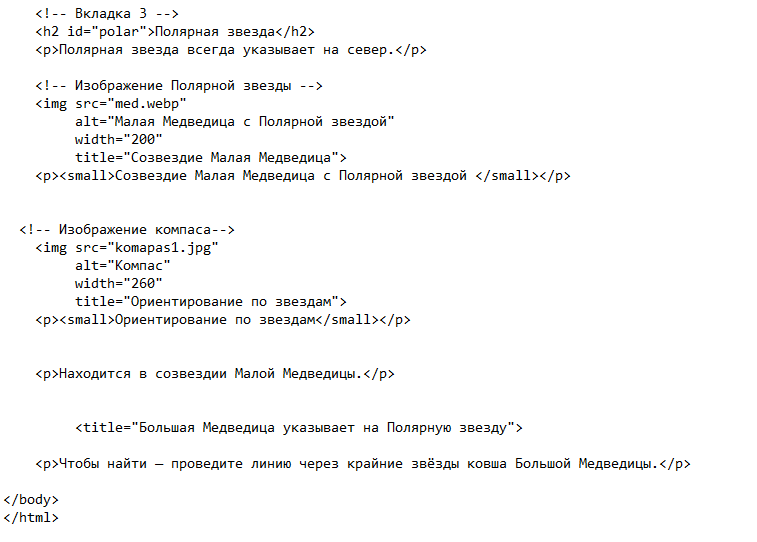 <!-- Вкладка 3 -->
<h2 id="polar">Полярная звезда</h2>
<p>Полярная звезда всегда указывает на север.</p>
<!-- Изображение Полярной звезды -->
<img src="med.webp"
alt="Малая Медведица с Полярной звездой"
width="200"
title="Созвездие Малая Медведица">
<p><small>Созвездие Малая Медведица с Полярной звездой </small></p>
<!-- Изображение компаса-->
<img src="komapas1.jpg"
alt="Компас"
width="260"
title="Ориентирование по звездам">
<p><small>Ориентирование по звездам</small></p>
<p>Находится в созвездии Малой Медведицы.</p>
<title="Большая Медведица указывает на Полярную звезду">
<p>Чтобы найти — проведите линию через крайние звёзды ковша Большой Медведицы.</p>
</body>
</html>